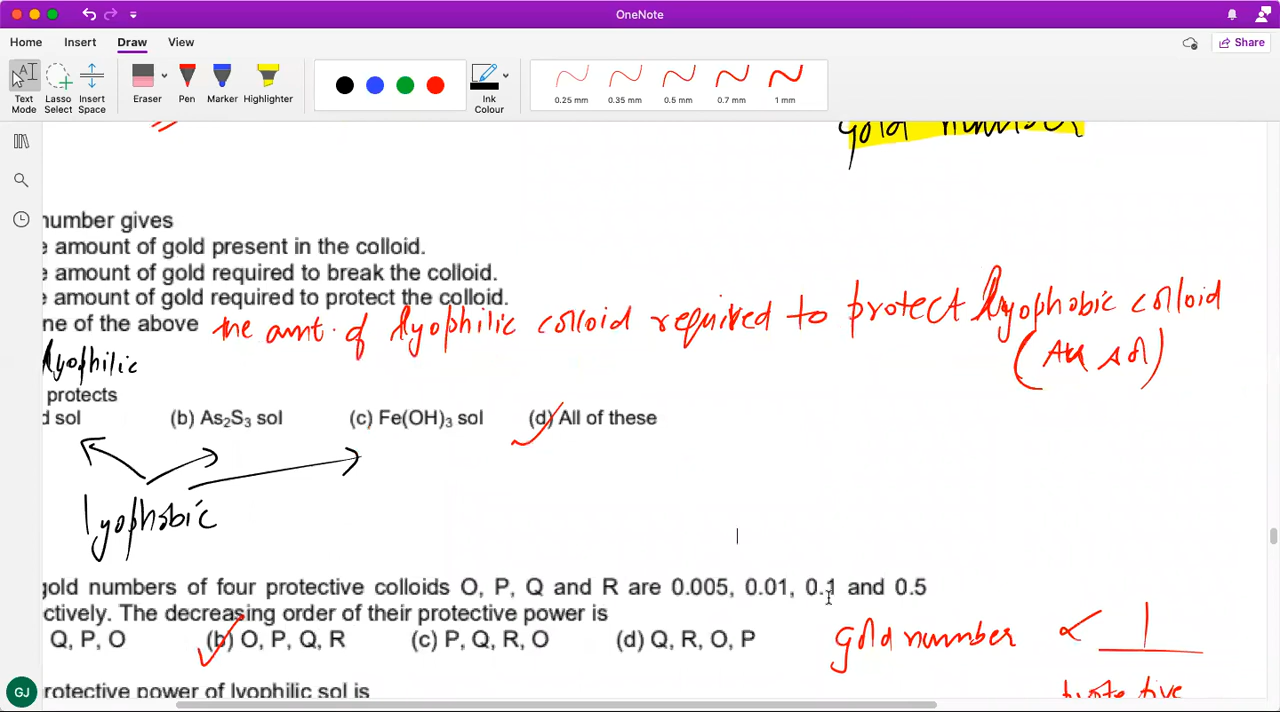 OneNote
Home Insert Draw View Share
Text Mode Lasso Select Insert Space Eraser Pen Marker Highlighter Ink Colour 0.25 mm 0.35 mm 0.5 mm 0.7 mm 1 mm
gold number
number gives
e amount of gold present in the colloid.
e amount of gold required to break the colloid.
e amount of gold required to protect the colloid.
ne of the above the amt. of lyophilic colloid required to protect lyophobic colloid
(Au sol)
lyophilic
protects
d sol (b) As2S3 sol (c) Fe(OH)3 sol (d) All of these
lyophobic
gold numbers of four protective colloids O, P, Q and R are 0.005, 0.01, 0.1 and 0.5
ctively. The decreasing order of their protective power is
Q, P, O (b) O, P, Q, R (c) P, Q, R, O (d) Q, R, O, P
gold number ∝ 1
protective
rotective power of lyophilic sol is
GJ